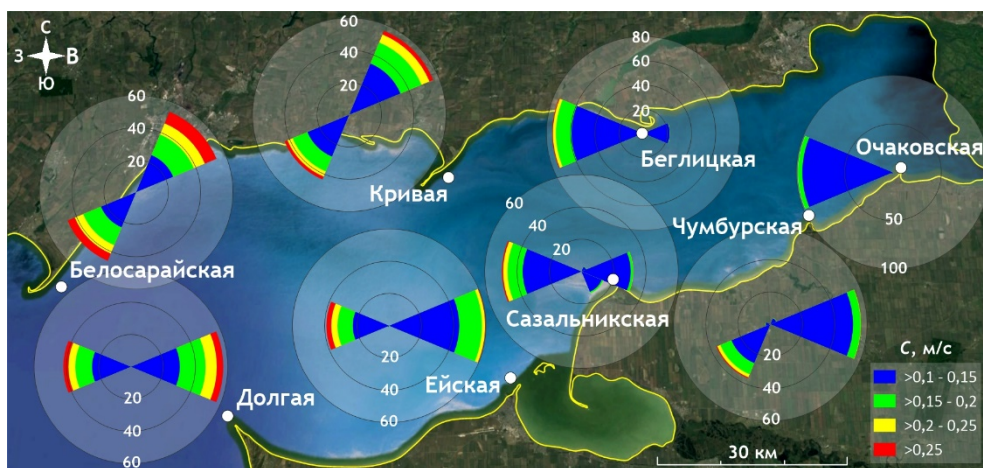 С
З
В
Ю
60
40
20
Белосарайская
60
40
20
Кривая
80
60
40
20
Беглицкая
Очаковская
50
100
Чумбурская
60
40
20
Сазальникская
20
40
60
Ейская
20
40
60
Долгая
20
40
60
C, м/с
>0,1 - 0,15
>0,15 - 0,2
>0,2 - 0,25
>0,25
30 км